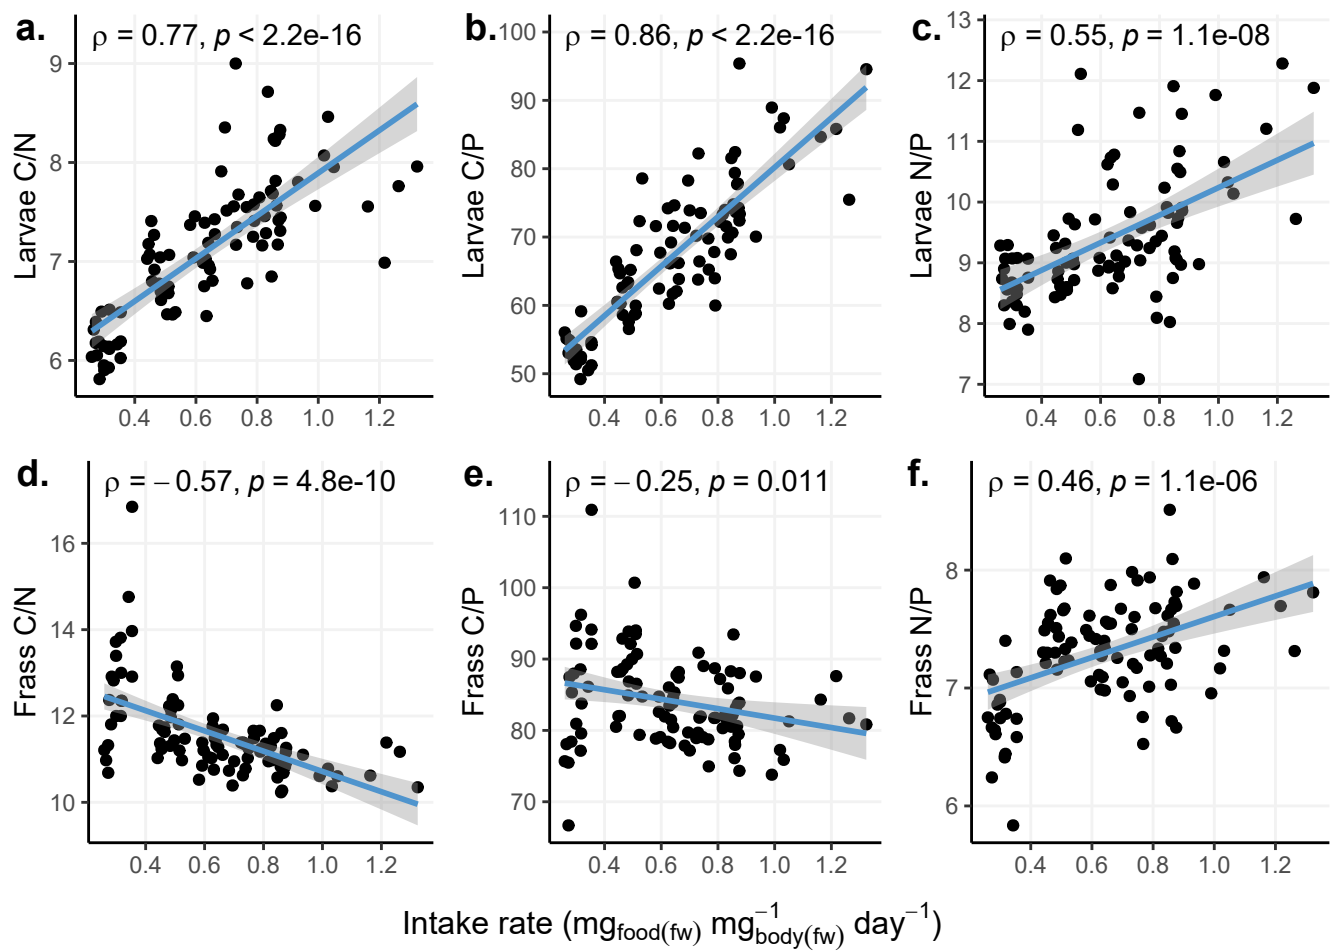 a.
ρ = 0.77, p < 2.2e-16
Larvae C/N
9
8
7
6
0.4 0.6 0.8 1.0 1.2
b.
ρ = 0.86, p < 2.2e-16
Larvae C/P
100
90
80
70
60
50
0.4 0.6 0.8 1.0 1.2
c.
ρ = 0.55, p = 1.1e-08
Larvae N/P
13
12
11
10
9
8
7
0.4 0.6 0.8 1.0 1.2
d.
ρ = −0.57, p = 4.8e-10
Frass C/N
16
14
12
10
0.4 0.6 0.8 1.0 1.2
e.
ρ = −0.25, p = 0.011
Frass C/P
110
100
90
80
70
0.4 0.6 0.8 1.0 1.2
f.
ρ = 0.46, p = 1.1e-06
Frass N/P
8
7
6
0.4 0.6 0.8 1.0 1.2
Intake rate (mg food(fw) mg⁻¹ body(fw) day⁻¹)